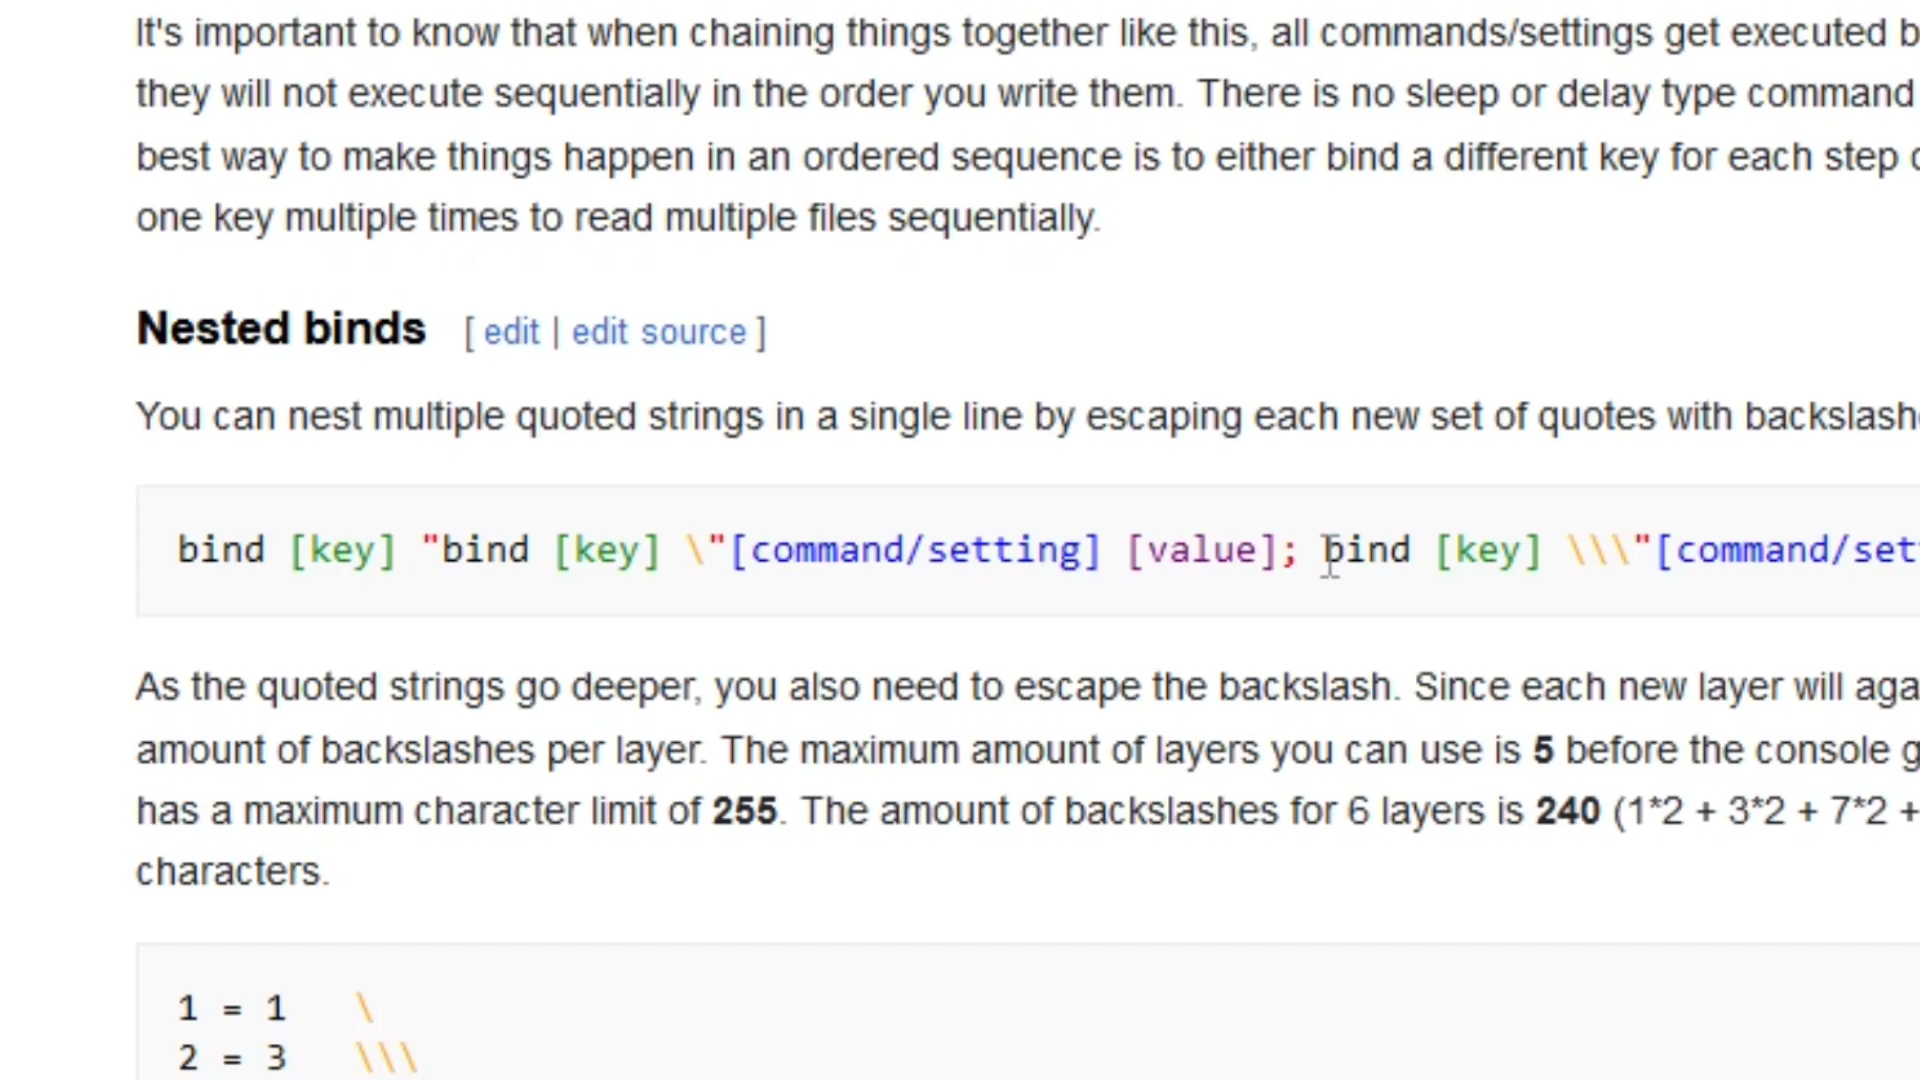 It's important to know that when chaining things together like this, all commands/settings get executed b
they will not execute sequentially in the order you write them. There is no sleep or delay type command
best way to make things happen in an ordered sequence is to either bind a different key for each step
one key multiple times to read multiple files sequentially.
Nested binds [ edit | edit source ]
You can nest multiple quoted strings in a single line by escaping each new set of quotes with backslash
bind [key] "bind [key] \"[command/setting] [value]; bind [key] \\\"[command/set
As the quoted strings go deeper, you also need to escape the backslash. Since each new layer will aga
amount of backslashes per layer. The maximum amount of layers you can use is 5 before the console g
has a maximum character limit of 255. The amount of backslashes for 6 layers is 240 (1*2 + 3*2 + 7*2 +
characters.
1 = 1 \
2 = 3 \\\